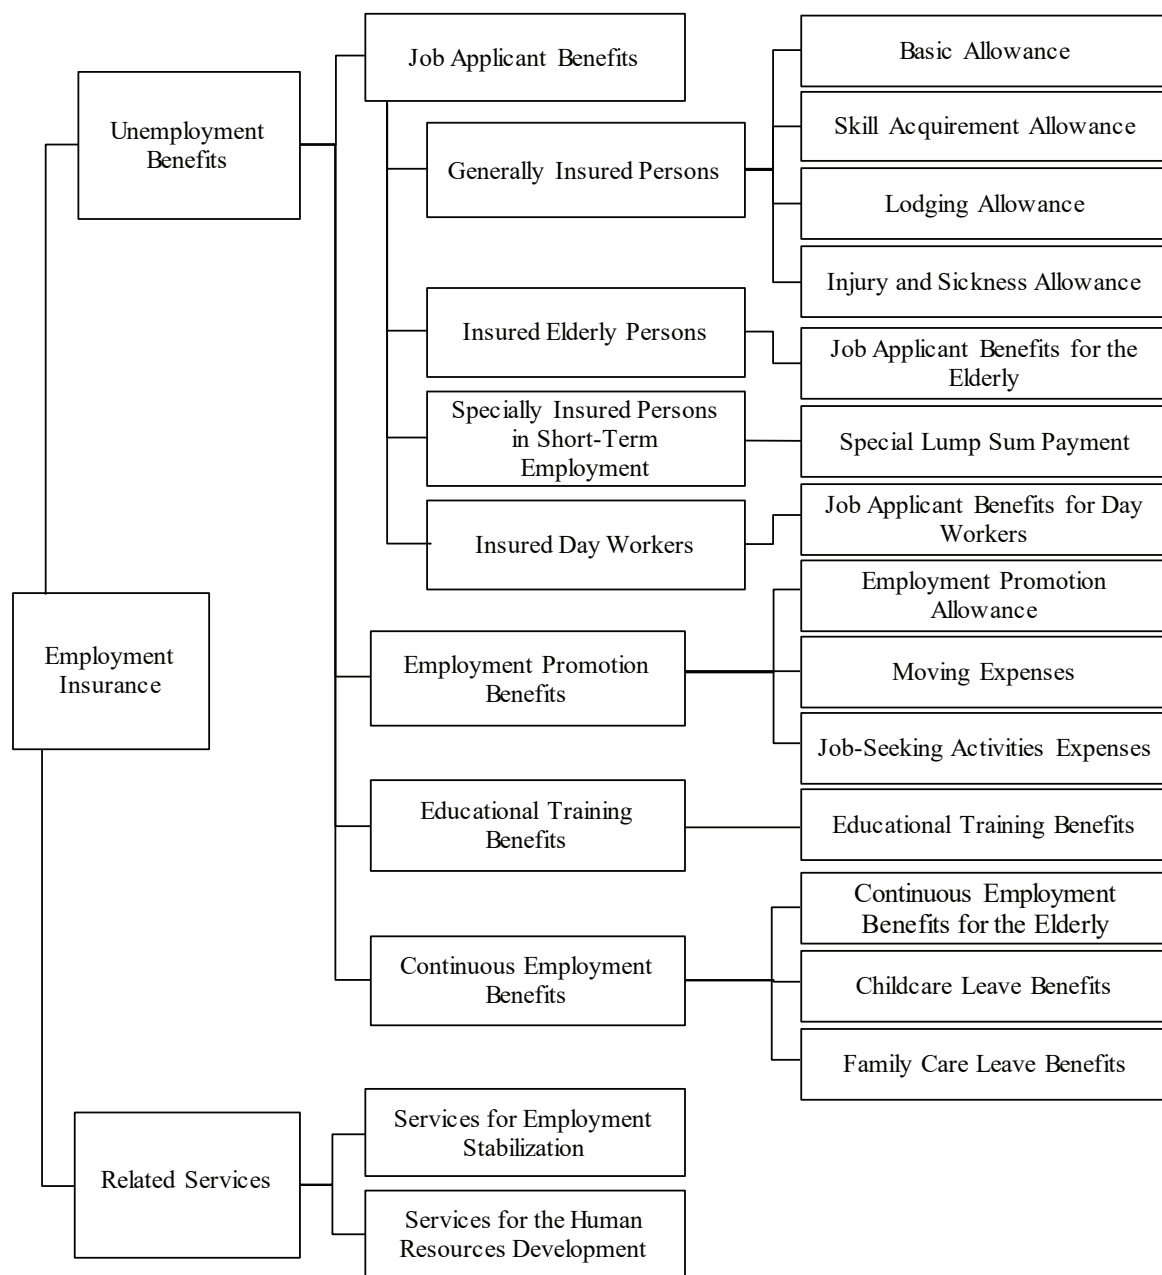 Employment
Insurance
Unemployment
Benefits
Job Applicant Benefits
Generally Insured Persons
Basic Allowance
Skill Acquirement Allowance
Lodging Allowance
Injury and Sickness Allowance
Insured Elderly Persons
Job Applicant Benefits for the
Elderly
Specially Insured Persons
in Short-Term
Employment
Special Lump Sum Payment
Insured Day Workers
Job Applicant Benefits for Day
Workers
Employment Promotion
Benefits
Employment Promotion
Allowance
Moving Expenses
Job-Seeking Activities Expenses
Educational Training
Benefits
Educational Training Benefits
Continuous Employment
Benefits
Continuous Employment
Benefits for the Elderly
Childcare Leave Benefits
Family Care Leave Benefits
Related Services
Services for Employment
Stabilization
Services for the Human
Resources Development